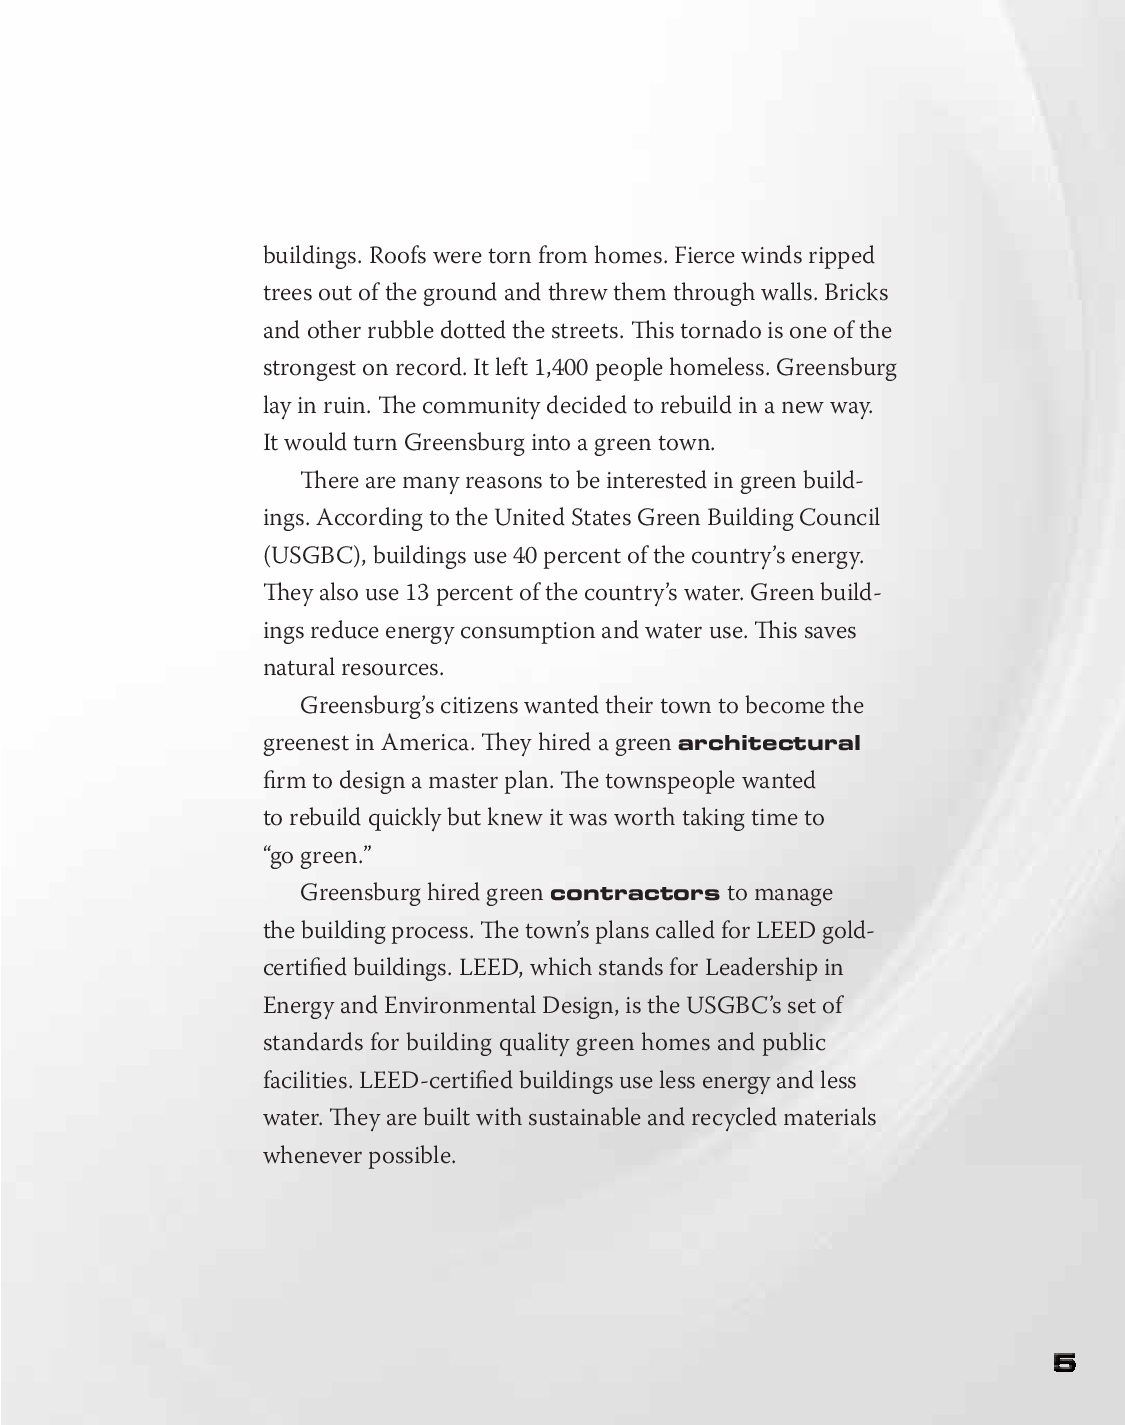 buildings. Roofs were torn from homes. Fierce winds ripped
trees out of the ground and threw them through walls. Bricks
and other rubble dotted the streets. This tornado is one of the
strongest on record. It left 1,400 people homeless. Greensburg
lay in ruin. The community decided to rebuild in a new way.
It would turn Greensburg into a green town.
There are many reasons to be interested in green build-
ings. According to the United States Green Building Council
(USGBC), buildings use 40 percent of the country’s energy.
They also use 13 percent of the country’s water. Green build-
ings reduce energy consumption and water use. This saves
natural resources.
Greensburg’s citizens wanted their town to become the
greenest in America. They hired a green architectural
firm to design a master plan. The townspeople wanted
to rebuild quickly but knew it was worth taking time to
“go green.”
Greensburg hired green contractors to manage
the building process. The town’s plans called for LEED gold-
certified buildings. LEED, which stands for Leadership in
Energy and Environmental Design, is the USGBC’s set of
standards for building quality green homes and public
facilities. LEED-certified buildings use less energy and less
water. They are built with sustainable and recycled materials
whenever possible.
5